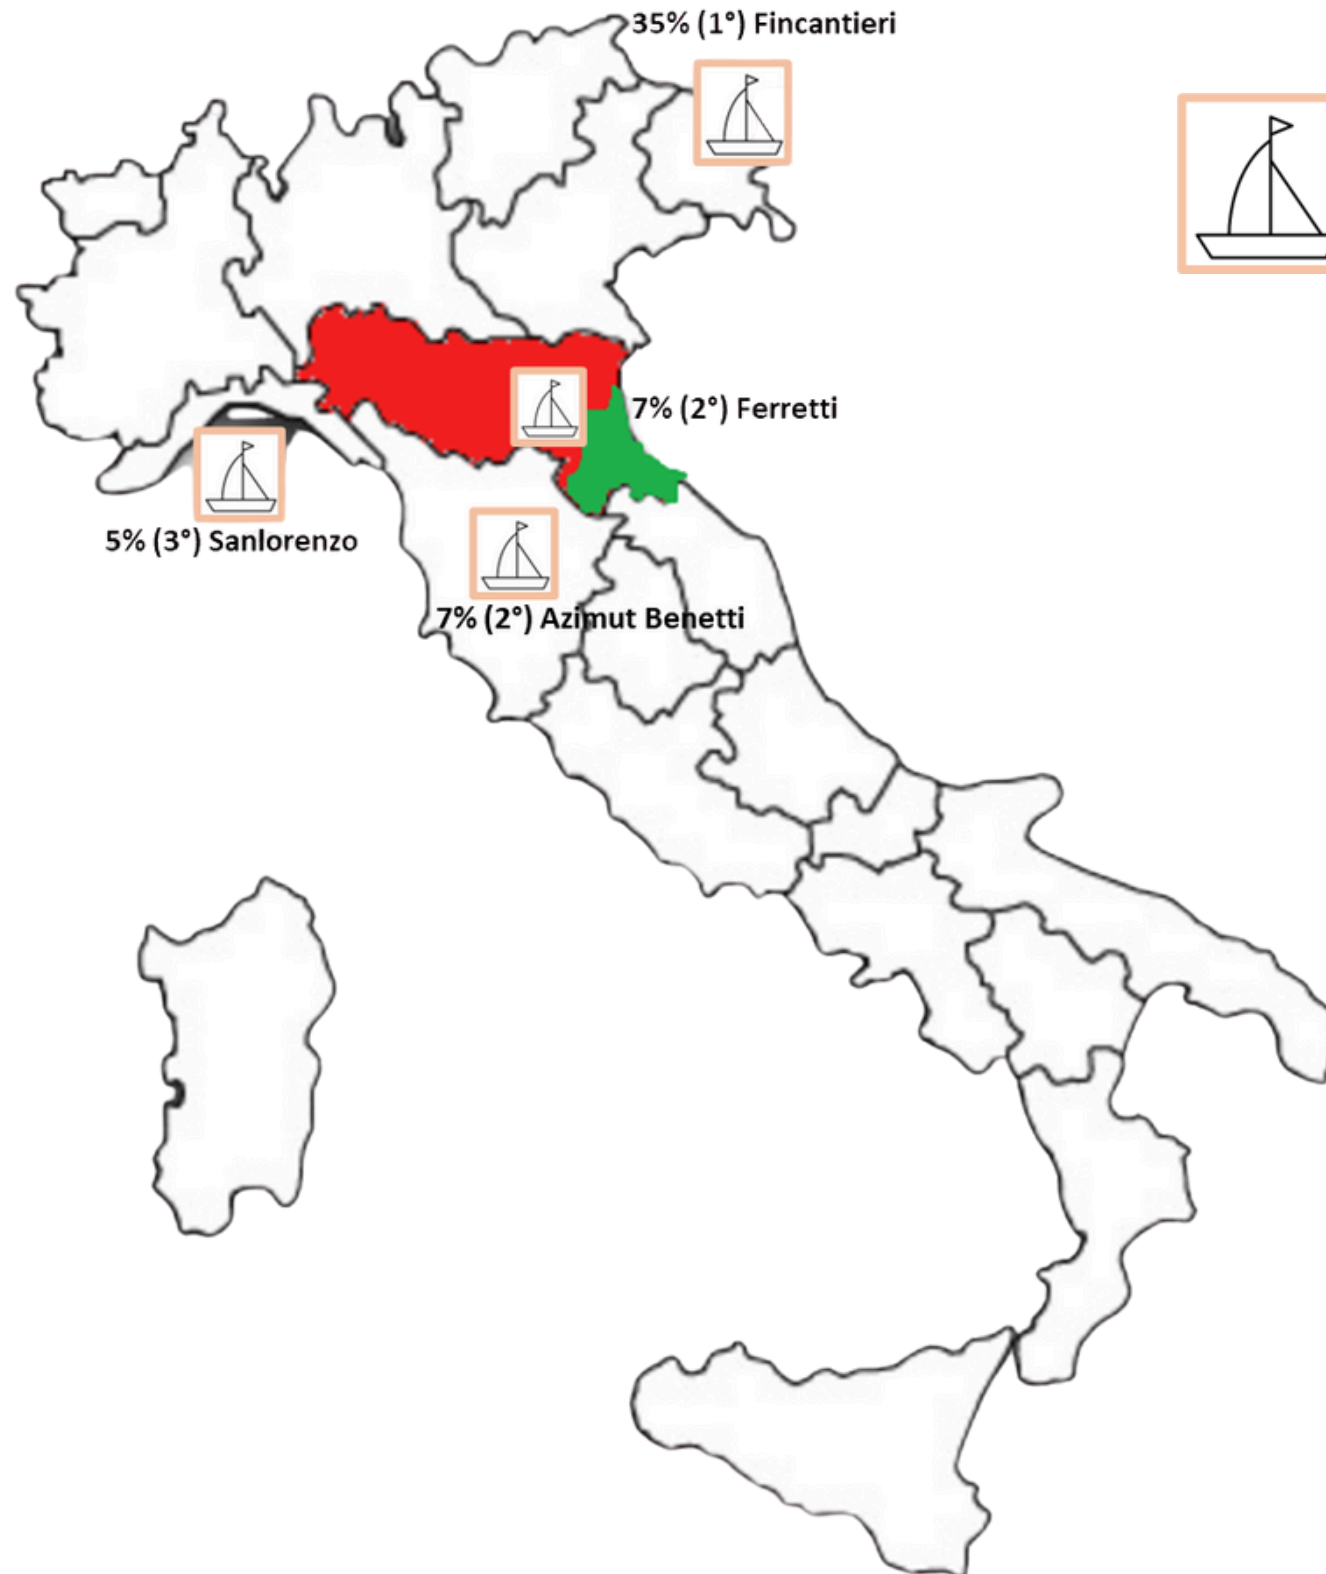 35% (1°) Fincantieri
7% (2°) Ferretti
5% (3°) Sanlorenzo
7% (2°) Azimut Benetti